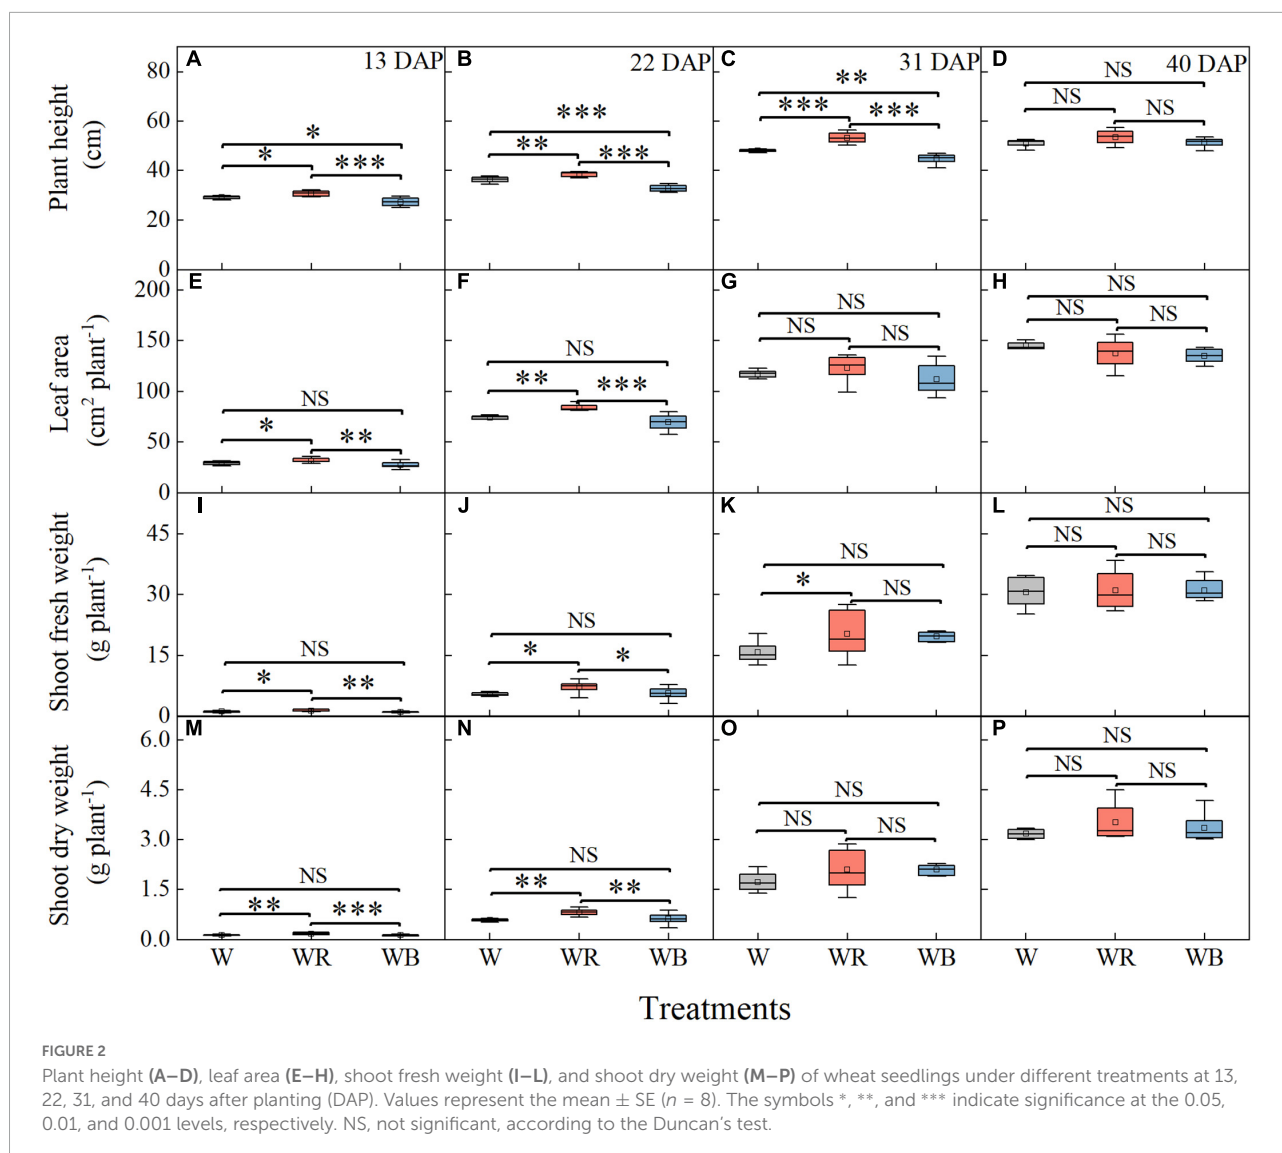 A 13 DAP B 22 DAP C 31 DAP D 40 DAP
Plant height
(cm)
80
60
40
20
0
* * ***
*** ** ***
** *** ***
NS NS NS
E F G H
Leaf area
(cm² plant⁻¹)
200
150
100
50
0
NS * **
NS ** ***
NS NS NS
NS NS NS
I J K L
Shoot fresh weight
(g plant⁻¹)
45
30
15
0
NS * **
NS * *
NS * NS
NS NS NS
M N O P
Shoot dry weight
(g plant⁻¹)
6.0
4.5
3.0
1.5
0.0
NS ** ***
NS ** **
NS NS NS
NS NS NS
W WR WB W WR WB W WR WB W WR WB
Treatments
FIGURE 2
Plant height (A–D), leaf area (E–H), shoot fresh weight (I–L), and shoot dry weight (M–P) of wheat seedlings under different treatments at 13,
22, 31, and 40 days after planting (DAP). Values represent the mean ± SE (n = 8). The symbols *, **, and *** indicate significance at the 0.05,
0.01, and 0.001 levels, respectively. NS, not significant, according to the Duncan’s test.